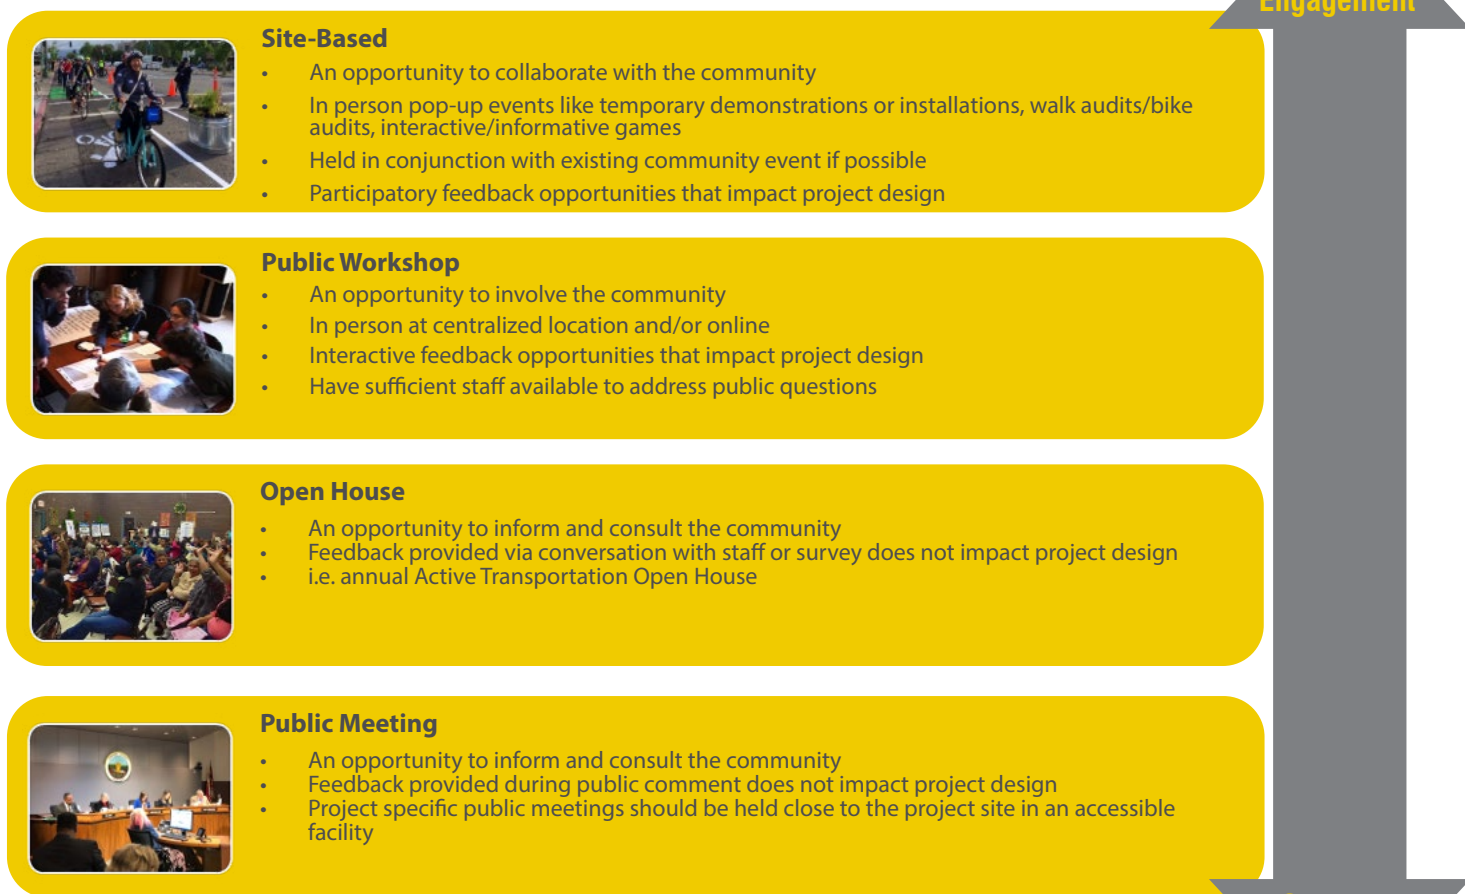 Engagement
Site-Based
• An opportunity to collaborate with the community
• In person pop-up events like temporary demonstrations or installations, walk audits/bike
audits, interactive/informative games
• Held in conjunction with existing community event if possible
• Participatory feedback opportunities that impact project design
Public Workshop
• An opportunity to involve the community
• In person at centralized location and/or online
• Interactive feedback opportunities that impact project design
• Have sufficient staff available to address public questions
Open House
• An opportunity to inform and consult the community
• Feedback provided via conversation with staff or survey does not impact project design
• i.e. annual Active Transportation Open House
Public Meeting
• An opportunity to inform and consult the community
• Feedback provided during public comment does not impact project design
• Project specific public meetings should be held close to the project site in an accessible
facility